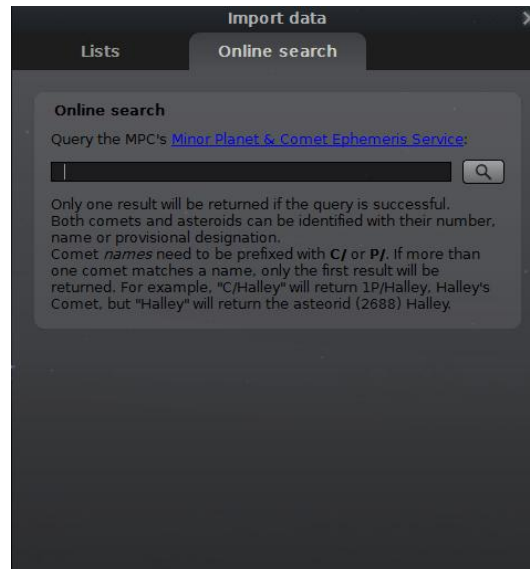 Import data
Lists Online search
Online search
Query the MPC's Minor Planet & Comet Ephemeris Service:
Only one result will be returned if the query is successful.
Both comets and asteroids can be identified with their number,
name or provisional designation.
Comet names need to be prefixed with C/ or P/. If more than
one comet matches a name, only the first result will be
returned. For example, "C/Halley" will return 1P/Halley, Halley's
Comet, but "Halley" will return the asteorid (2688) Halley.